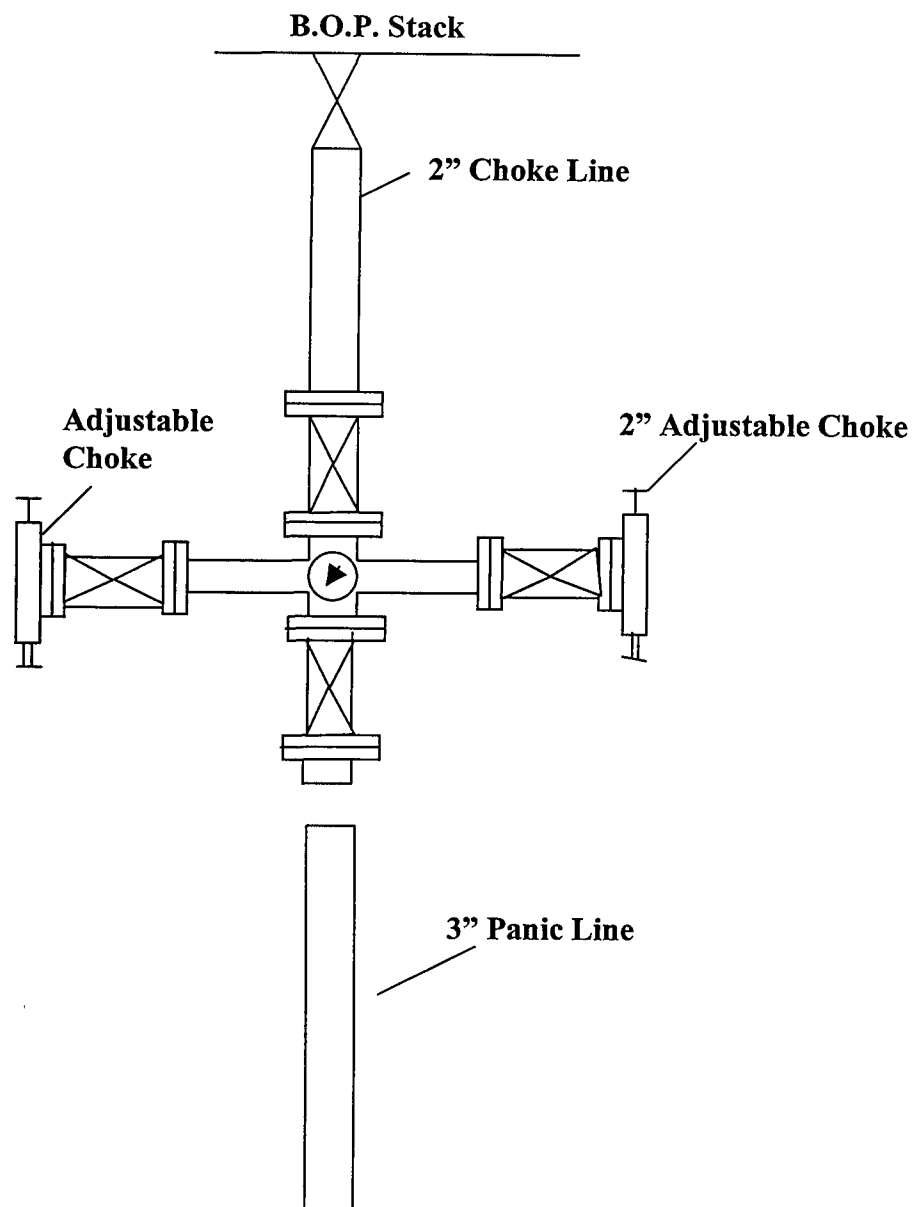 B.O.P. Stack
2” Choke Line
Adjustable
Choke
2” Adjustable Choke
3” Panic Line